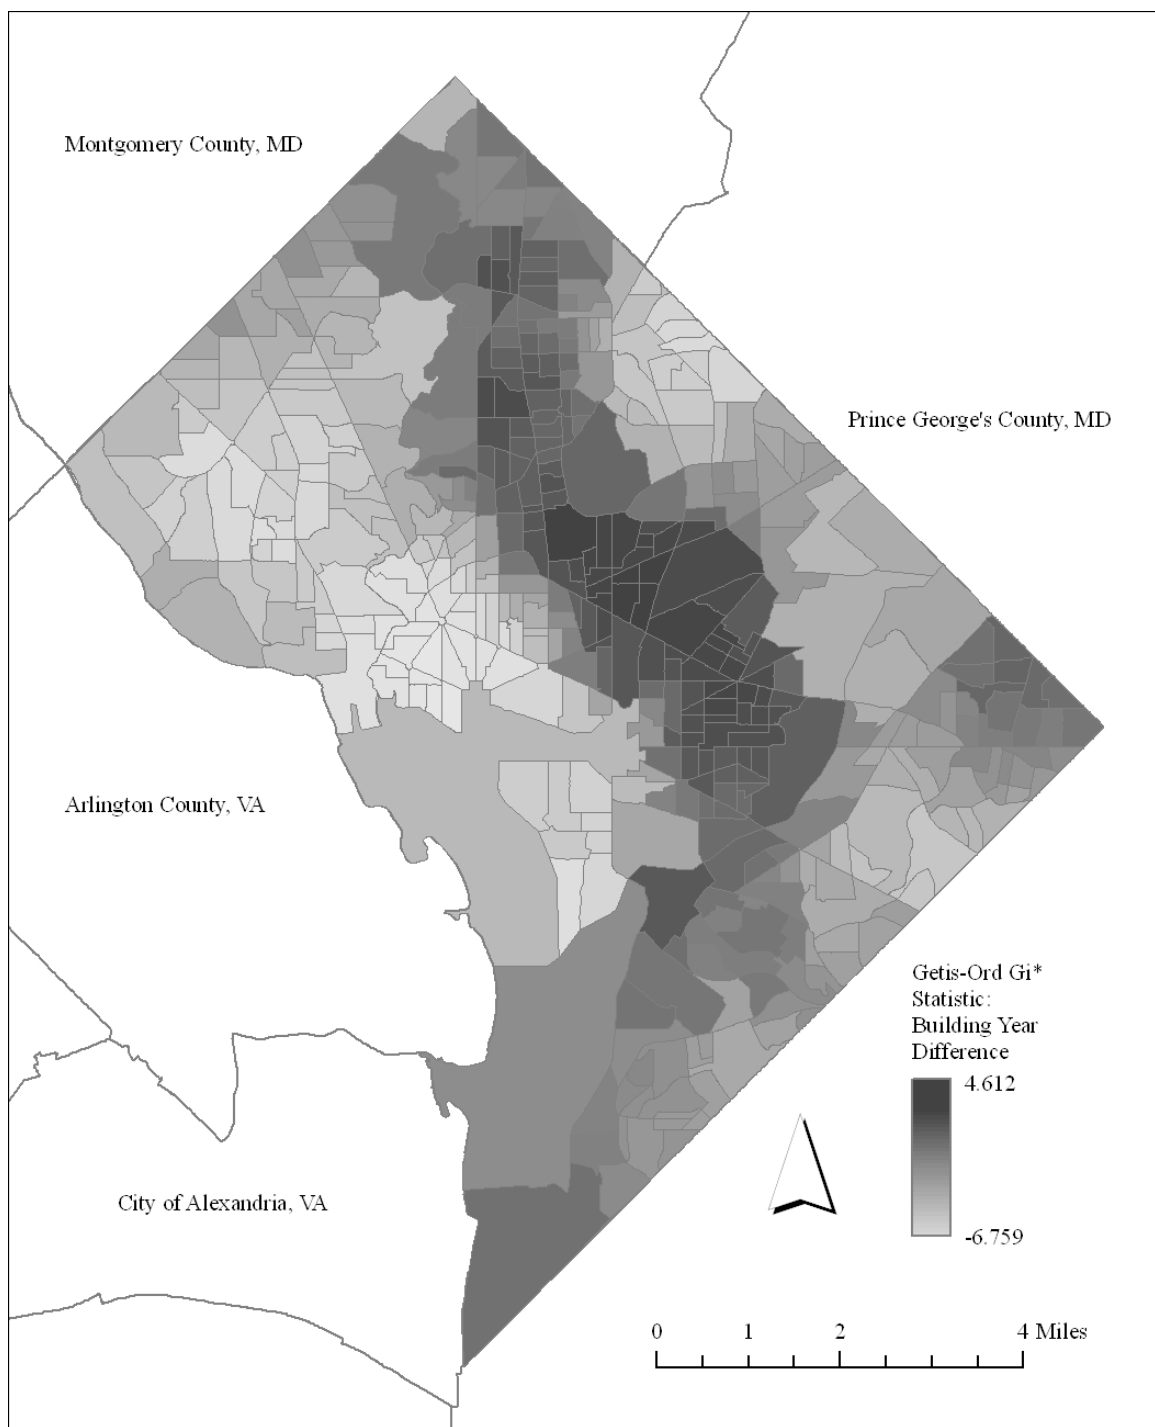 Montgomery County, MD
Prince George's County, MD
Arlington County, VA
Getis-Ord Gi*
Statistic:
Building Year
Difference
4.612
-6.759
City of Alexandria, VA
0 1 2 4 Miles